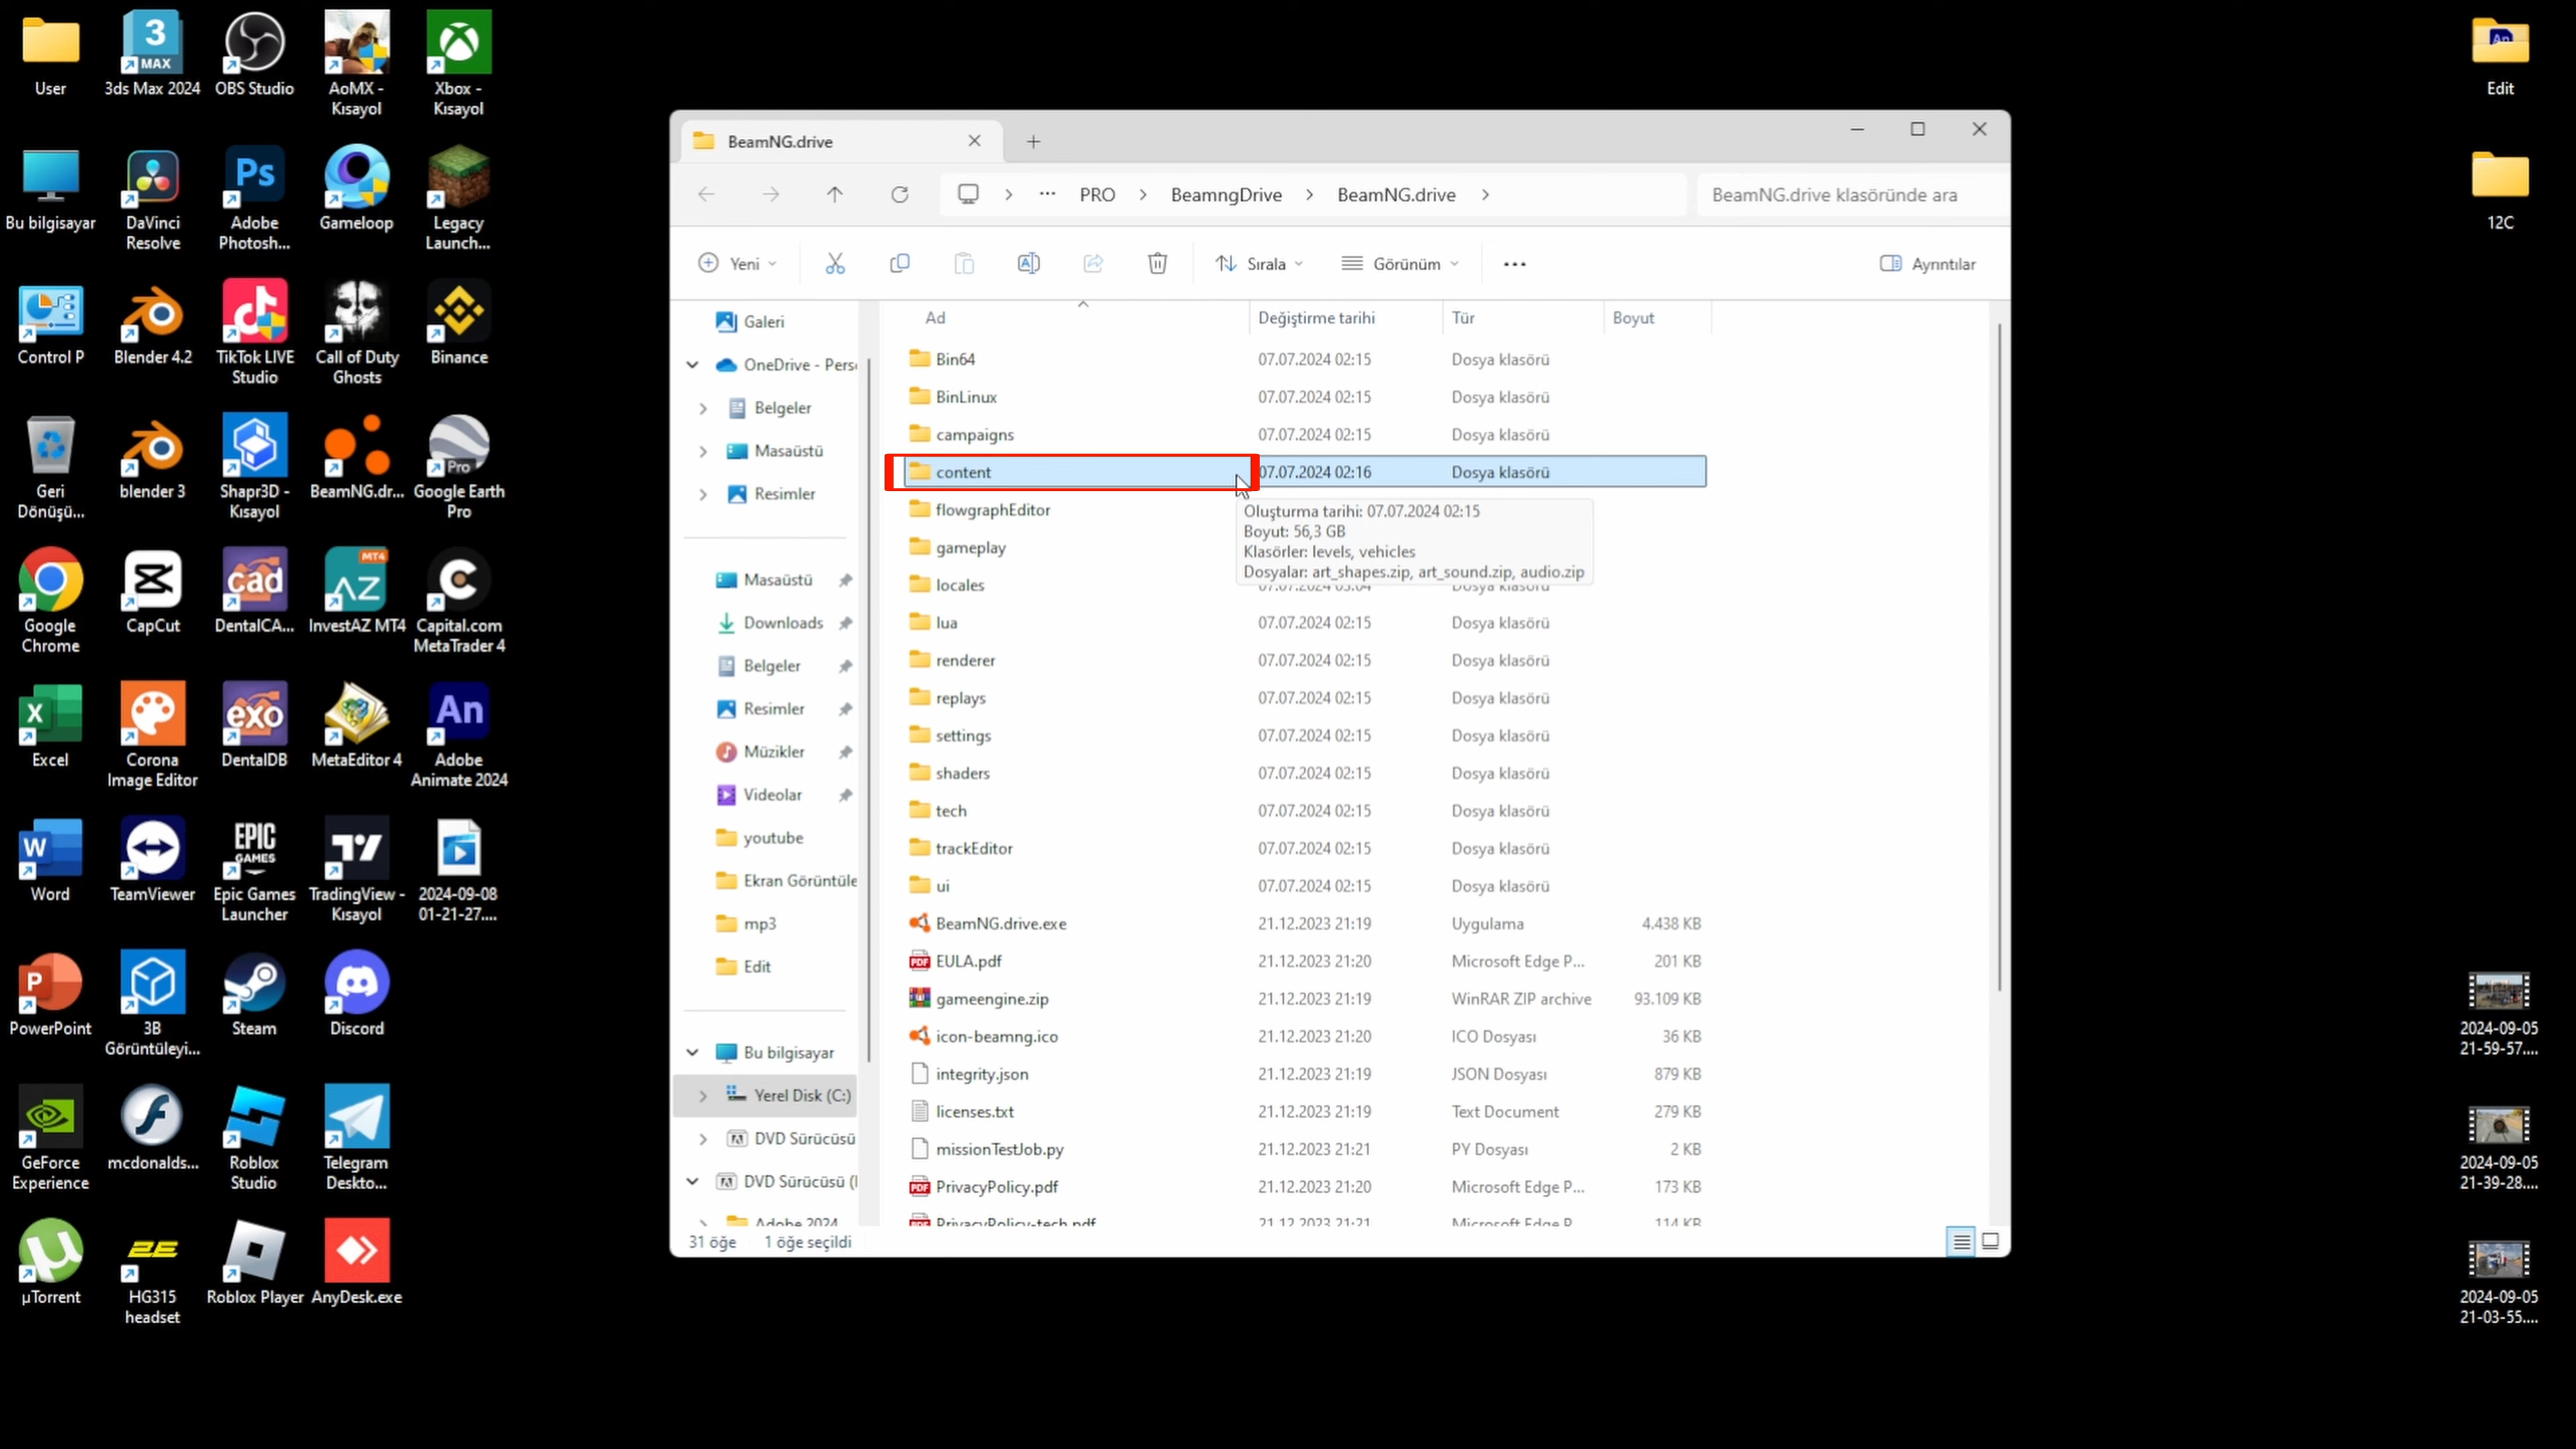 User
3ds Max 2024
OBS Studio
AoMX -
Kısayol
Xbox -
Kısayol
Bu bilgisayar
DaVinci
Resolve
Adobe
Photosh...
Gameloop
Legacy
Launch...
Control P
Blender 4.2
TikTok LIVE
Studio
Call of Duty
Ghosts
Binance
Geri
Dönüşü...
blender 3
Shapr3D -
Kısayol
BeamNG.dr...
Google Earth
Pro
Google
Chrome
CapCut
DentalCA...
InvestAZ MT4
Capital.com
MetaTrader 4
Excel
Corona
Image Editor
DentalDB
MetaEditor 4
Adobe
Animate 2024
Word
TeamViewer
Epic Games
Launcher
TradingView -
Kısayol
2024-09-08
01-21-27....
PowerPoint
3B
Görüntüleyi...
Steam
Discord
GeForce
Experience
mcdonalds...
Roblox
Studio
Telegram
Deskto...
µTorrent
HG315
headset
Roblox Player
AnyDesk.exe
BeamNG.drive
PRO > BeamngDrive > BeamNG.drive >
BeamNG.drive klasöründe ara
Yeni
Sırala
Görünüm
Ayrıntılar
Galeri
OneDrive - Pers
Belgeler
Masaüstü
Resimler
Masaüstü
Downloads
Belgeler
Resimler
Müzikler
Videolar
youtube
Ekran Görüntüle
mp3
Edit
Bu bilgisayar
Yerel Disk (C:)
DVD Sürücüsü
DVD Sürücüsü (
Adobe 2024
Ad Değiştirme tarihi Tür Boyut
Bin64 07.07.2024 02:15 Dosya klasörü
BinLinux 07.07.2024 02:15 Dosya klasörü
campaigns 07.07.2024 02:15 Dosya klasörü
content 07.07.2024 02:16 Dosya klasörü
flowgraphEditor
Oluşturma tarihi: 07.07.2024 02:15
Boyut: 56,3 GB
Klasörler: levels, vehicles
Dosyalar: art_shapes.zip, art_sound.zip, audio.zip
gameplay
locales
lua 07.07.2024 02:15 Dosya klasörü
renderer 07.07.2024 02:15 Dosya klasörü
replays 07.07.2024 02:15 Dosya klasörü
settings 07.07.2024 02:15 Dosya klasörü
shaders 07.07.2024 02:15 Dosya klasörü
tech 07.07.2024 02:15 Dosya klasörü
trackEditor 07.07.2024 02:15 Dosya klasörü
ui 07.07.2024 02:15 Dosya klasörü
BeamNG.drive.exe 21.12.2023 21:19 Uygulama 4.438 KB
EULA.pdf 21.12.2023 21:20 Microsoft Edge P... 201 KB
gameengine.zip 21.12.2023 21:19 WinRAR ZIP archive 93.109 KB
icon-beamng.ico 21.12.2023 21:20 ICO Dosyası 36 KB
integrity.json 21.12.2023 21:19 JSON Dosyası 879 KB
licenses.txt 21.12.2023 21:19 Text Document 279 KB
missionTestJob.py 21.12.2023 21:21 PY Dosyası 2 KB
PrivacyPolicy.pdf 21.12.2023 21:20 Microsoft Edge P... 173 KB
PrivacyPolicy-tech.pdf 21.12.2023 21:21 Microsoft Edge P 114 KB
31 öğe 1 öğe seçildi
Edit
12C
2024-09-05
21-59-57....
2024-09-05
21-39-28....
2024-09-05
21-03-55....